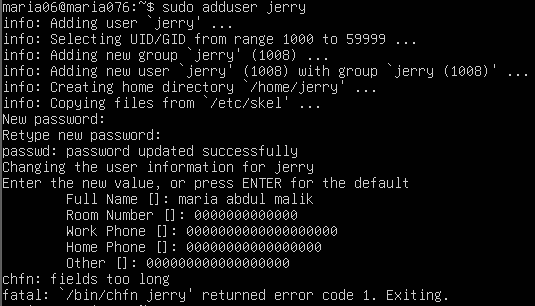 maria06@maria076:~$ sudo adduser jerry
info: Adding user `jerry' ...
info: Selecting UID/GID from range 1000 to 59999 ...
info: Adding new group `jerry' (1008) ...
info: Adding new user `jerry' (1008) with group `jerry (1008)' ...
info: Creating home directory `/home/jerry' ...
info: Copying files from `/etc/skel' ...
New password:
Retype new password:
passwd: password updated successfully
Changing the user information for jerry
Enter the new value, or press ENTER for the default
        Full Name []: maria abdul malik
        Room Number []: 0000000000000
        Work Phone []: 0000000000000000000
        Home Phone []: 00000000000000000
        Other []: 00000000000000000
chfn: fields too long
fatal: `/bin/chfn jerry' returned error code 1. Exiting.